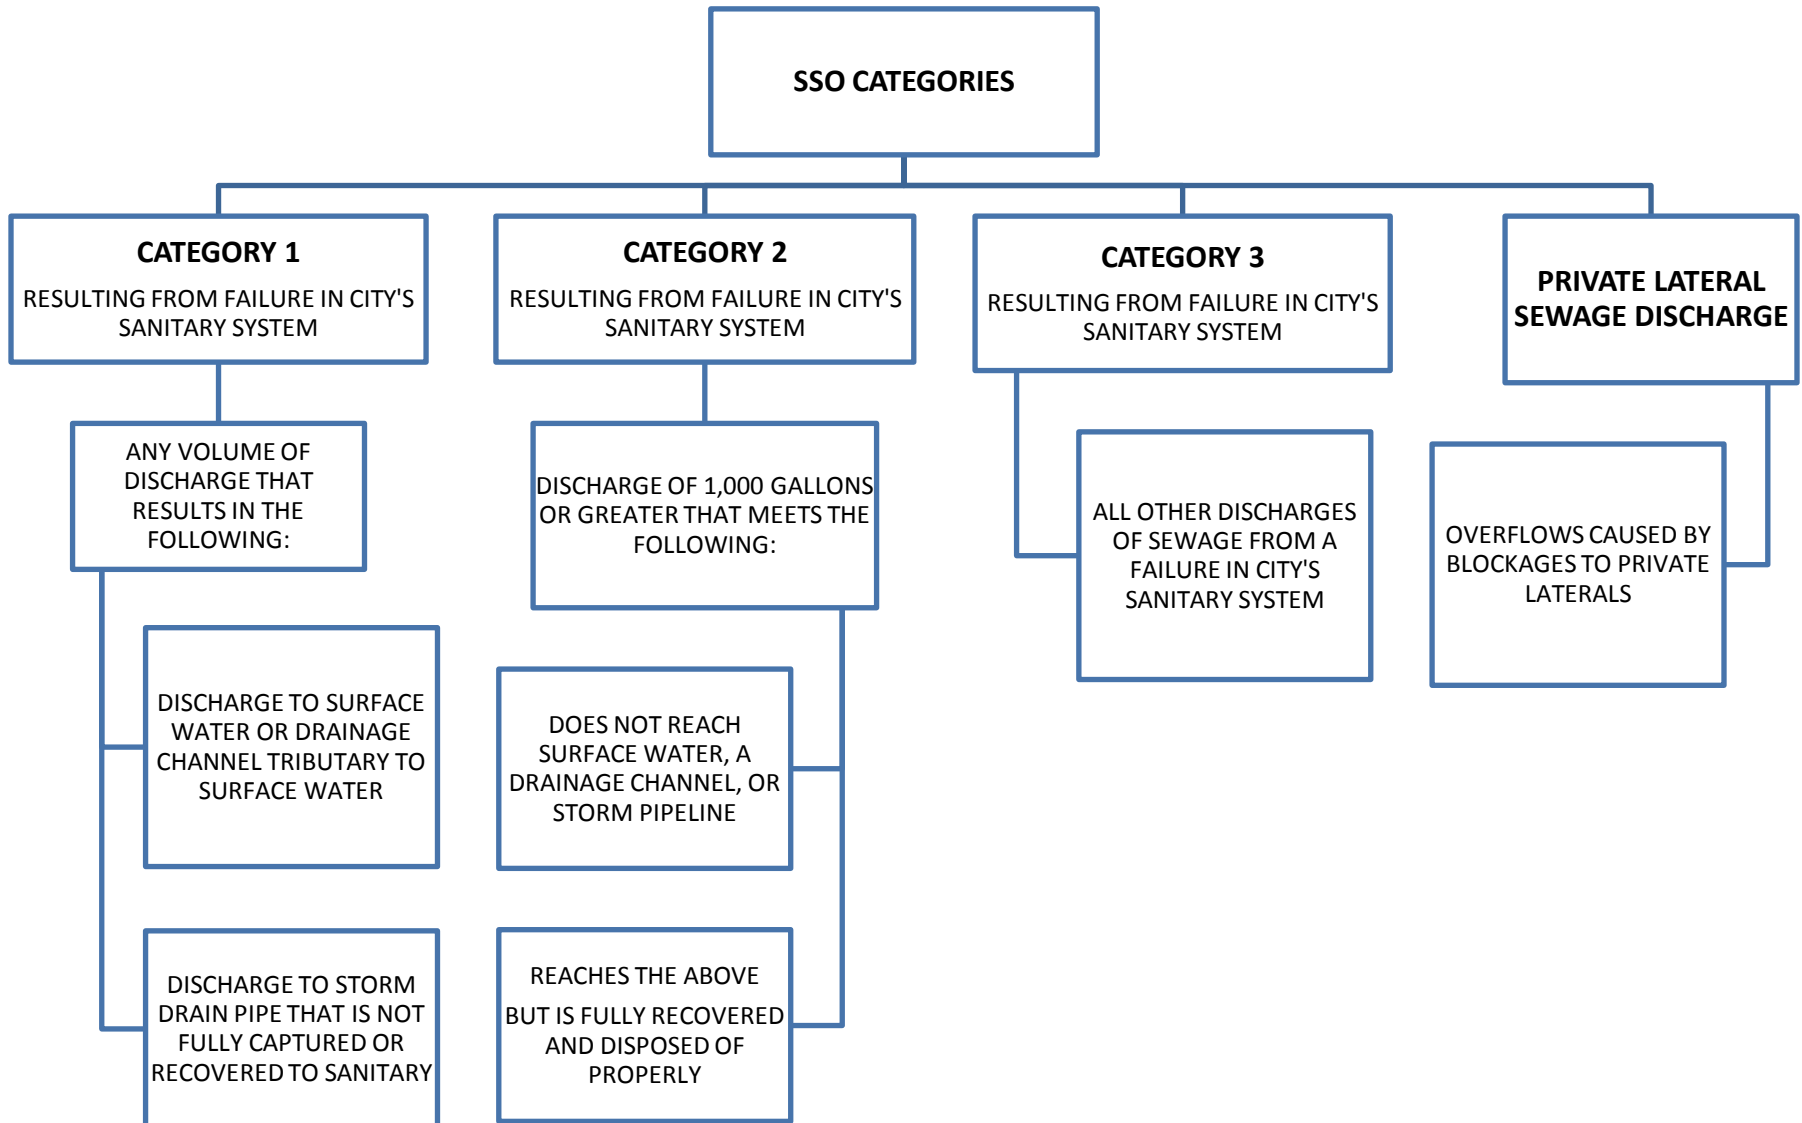 SSO CATEGORIES
CATEGORY 1
RESULTING FROM FAILURE IN CITY'S
SANITARY SYSTEM
ANY VOLUME OF
DISCHARGE THAT
RESULTS IN THE
FOLLOWING:
DISCHARGE TO SURFACE
WATER OR DRAINAGE
CHANNEL TRIBUTARY TO
SURFACE WATER
DISCHARGE TO STORM
DRAIN PIPE THAT IS NOT
FULLY CAPTURED OR
RECOVERED TO SANITARY
CATEGORY 2
RESULTING FROM FAILURE IN CITY'S
SANITARY SYSTEM
DISCHARGE OF 1,000 GALLONS
OR GREATER THAT MEETS THE
FOLLOWING:
DOES NOT REACH
SURFACE WATER, A
DRAINAGE CHANNEL, OR
STORM PIPELINE
REACHES THE ABOVE
BUT IS FULLY RECOVERED
AND DISPOSED OF
PROPERLY
CATEGORY 3
RESULTING FROM FAILURE IN CITY'S
SANITARY SYSTEM
ALL OTHER DISCHARGES
OF SEWAGE FROM A
FAILURE IN CITY'S
SANITARY SYSTEM
PRIVATE LATERAL
SEWAGE DISCHARGE
OVERFLOWS CAUSED BY
BLOCKAGES TO PRIVATE
LATERALS